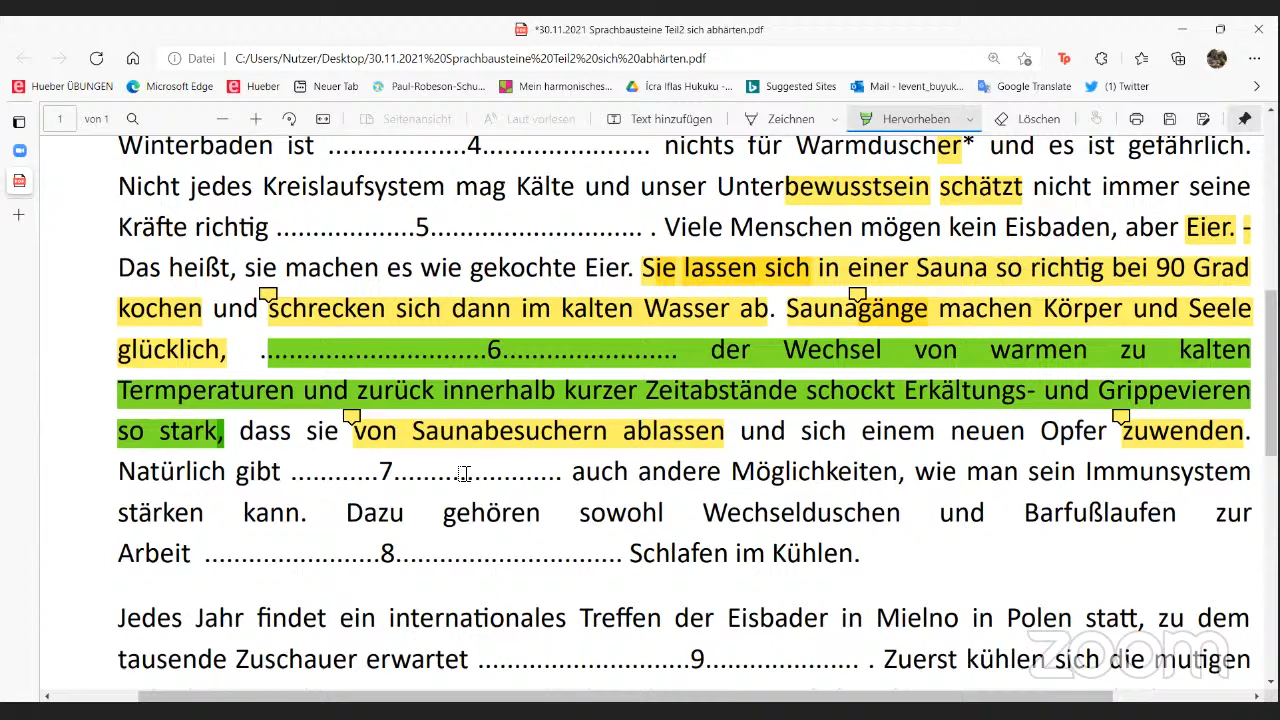 *30.11.2021 Sprachbausteine Teil2 sich abhärten.pdf
Datei C:/Users/Nutzer/Desktop/30.11.2021%20Sprachbausteine%20Teil2%20sich%20abhärten.pdf
Hueber ÜBUNGEN Microsoft Edge Hueber Neuer Tab Paul-Robeson-Schu... Mein harmonisches... İcra Iflas Hukuku -... Suggested Sites Mail - levent_buyuk... Google Translate (1) Twitter
1 von 1 Seitenansicht Laut vorlesen Text hinzufügen Zeichnen Hervorheben Löschen
Winterbaden ist ...................4....................... nichts für Warmduscher* und es ist gefährlich.
Nicht jedes Kreislaufsystem mag Kälte und unser Unterbewusstsein schätzt nicht immer seine
Kräfte richtig ...................5............................. . Viele Menschen mögen kein Eisbaden, aber Eier. -
Das heißt, sie machen es wie gekochte Eier. Sie lassen sich in einer Sauna so richtig bei 90 Grad
kochen und schrecken sich dann im kalten Wasser ab. Saunagänge machen Körper und Seele
glücklich, ...............................6........................ der Wechsel von warmen zu kalten
Termperaturen und zurück innerhalb kurzer Zeitabstände schockt Erkältungs- und Grippevieren
so stark, dass sie von Saunabesuchern ablassen und sich einem neuen Opfer zuwenden.
Natürlich gibt ............7....................... auch andere Möglichkeiten, wie man sein Immunsystem
stärken kann. Dazu gehören sowohl Wechselduschen und Barfußlaufen zur
Arbeit ........................8............................... Schlafen im Kühlen.
Jedes Jahr findet ein internationales Treffen der Eisbader in Mielno in Polen statt, zu dem
tausende Zuschauer erwartet .............................9..................... . Zuerst kühlen sich die mutigen
zoom